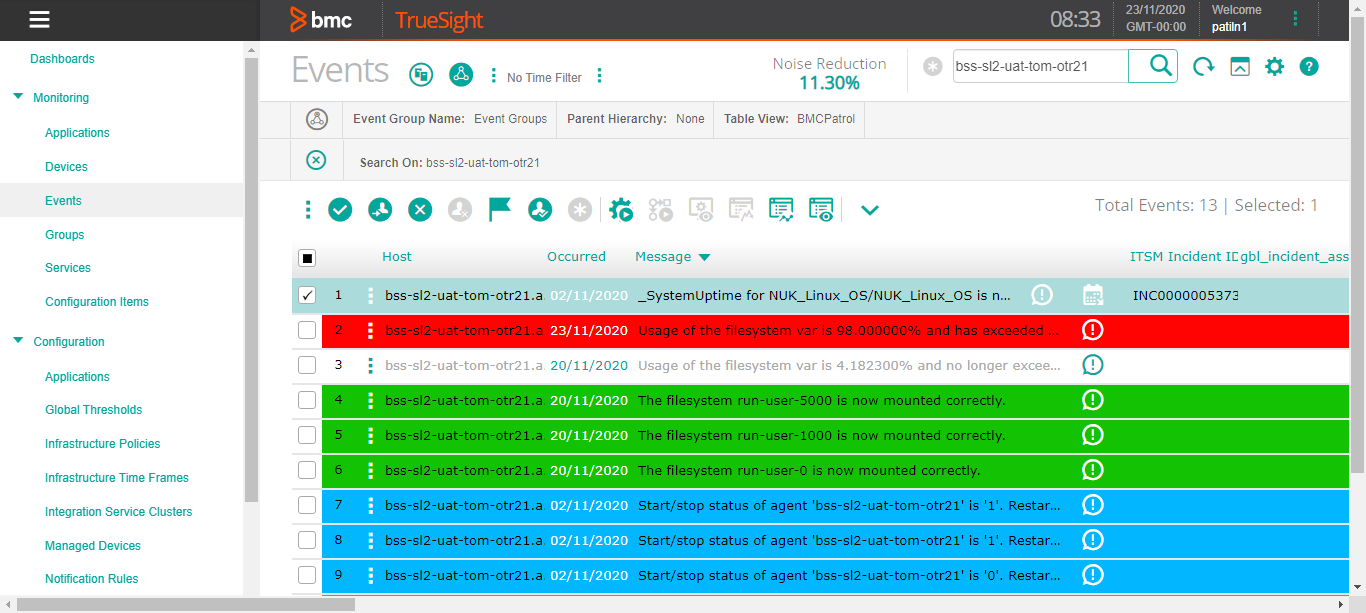 bmc TrueSight 08:33 23/11/2020 GMT-00:00 Welcome patiln1
Dashboards
Monitoring
Applications
Devices
Events
Groups
Services
Configuration Items
Configuration
Applications
Global Thresholds
Infrastructure Policies
Infrastructure Time Frames
Integration Service Clusters
Managed Devices
Notification Rules
Events No Time Filter Noise Reduction 11.30% bss-sl2-uat-tom-otr21
Event Group Name: Event Groups Parent Hierarchy: None Table View: BMCPatrol
Search On: bss-sl2-uat-tom-otr21
Total Events: 13 | Selected: 1
Host Occurred Message ITSM Incident ID gbl_incident_ass
1 bss-sl2-uat-tom-otr21.a. 02/11/2020 _SystemUptime for NUK_Linux_OS/NUK_Linux_OS is n... INC0000005373
2 bss-sl2-uat-tom-otr21.a. 23/11/2020 Usage of the filesystem var is 98.000000% and has exceeded ...
3 bss-sl2-uat-tom-otr21.a. 20/11/2020 Usage of the filesystem var is 4.182300% and no longer excee...
4 bss-sl2-uat-tom-otr21.a. 20/11/2020 The filesystem run-user-5000 is now mounted correctly.
5 bss-sl2-uat-tom-otr21.a. 20/11/2020 The filesystem run-user-1000 is now mounted correctly.
6 bss-sl2-uat-tom-otr21.a. 20/11/2020 The filesystem run-user-0 is now mounted correctly.
7 bss-sl2-uat-tom-otr21.a. 02/11/2020 Start/stop status of agent 'bss-sl2-uat-tom-otr21' is '1'. Restar...
8 bss-sl2-uat-tom-otr21.a. 02/11/2020 Start/stop status of agent 'bss-sl2-uat-tom-otr21' is '1'. Restar...
9 bss-sl2-uat-tom-otr21.a. 02/11/2020 Start/stop status of agent 'bss-sl2-uat-tom-otr21' is '0'. Restar...